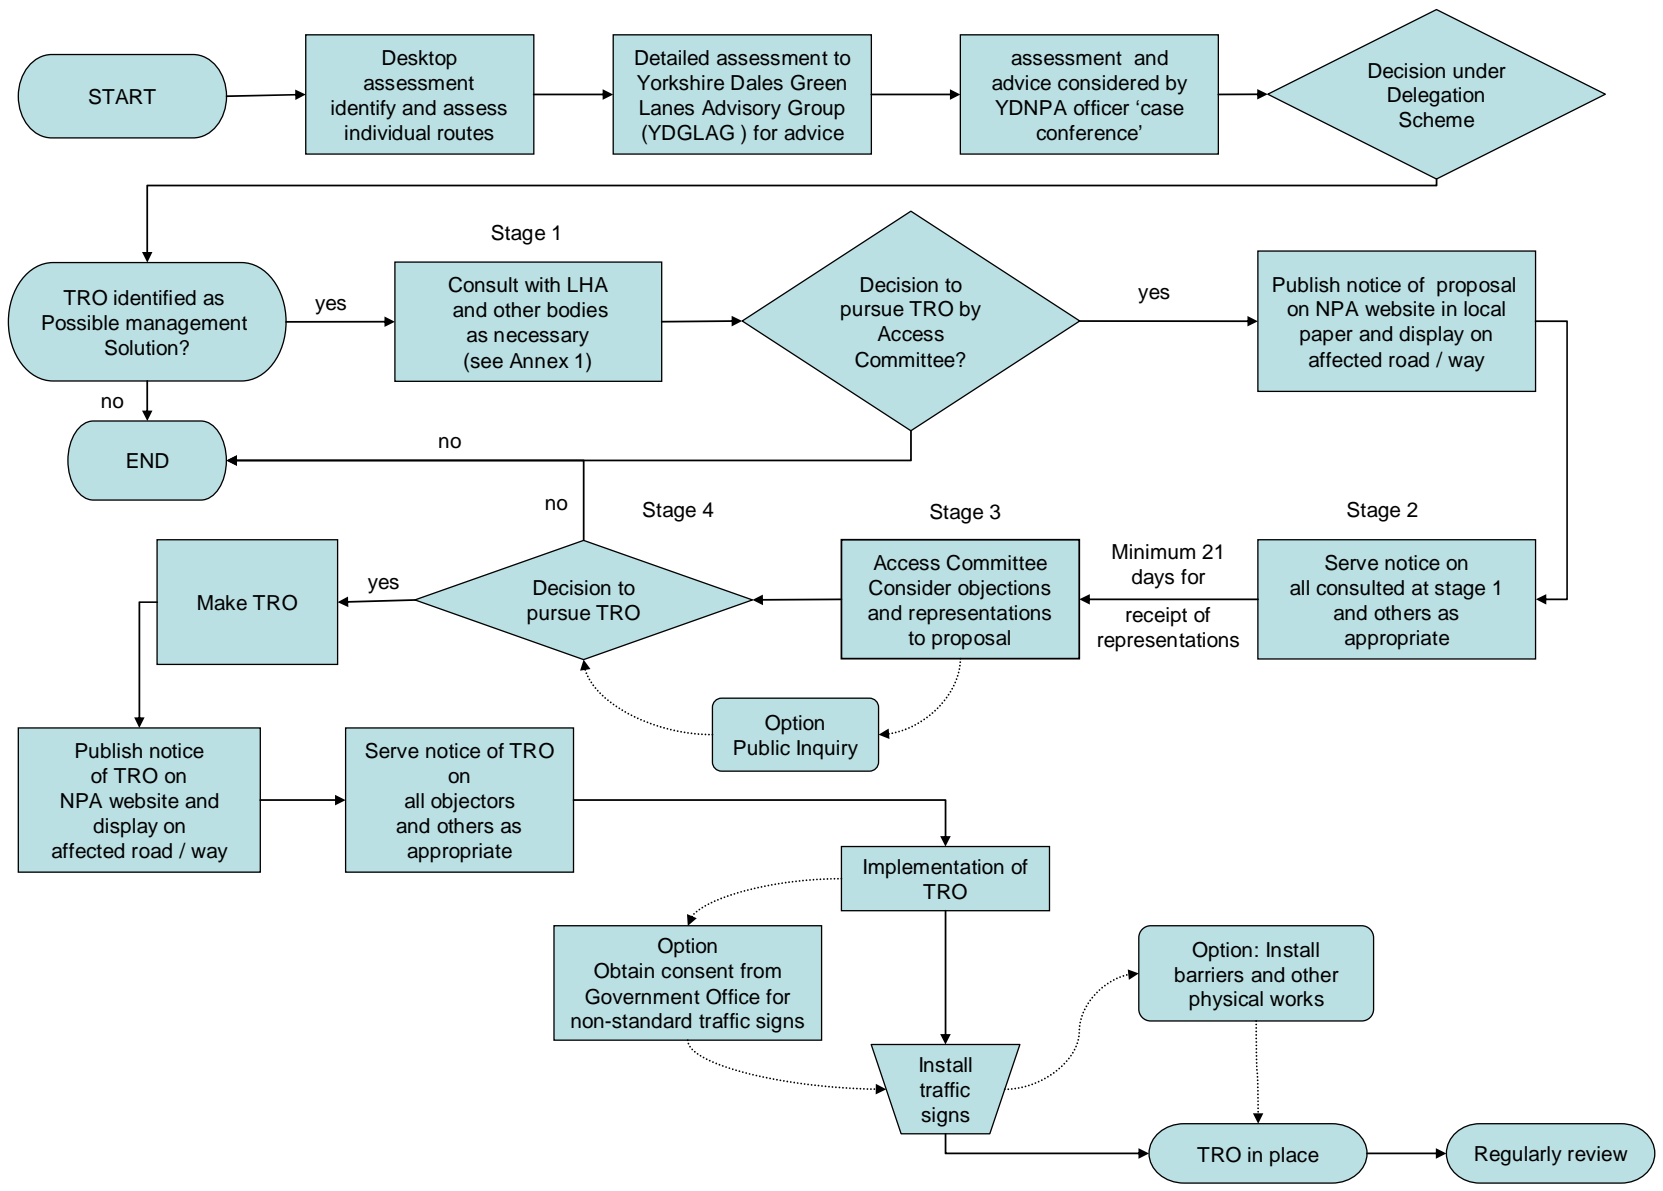 START
Desktop
assessment
identify and assess
individual routes
Detailed assessment to
Yorkshire Dales Green
Lanes Advisory Group
(YDGLAG ) for advice
assessment and
advice considered by
YDNPA officer ‘case
conference’
Decision under
Delegation
Scheme
TRO identified as
Possible management
Solution?
yes
no
END
Stage 1
Consult with LHA
and other bodies
as necessary
(see Annex 1)
Decision to
pursue TRO by
Access
Committee?
yes
no
Publish notice of proposal
on NPA website in local
paper and display on
affected road / way
Stage 2
Serve notice on
all consulted at stage 1
and others as
appropriate
Minimum 21
days for
receipt of
representations
Stage 3
Access Committee
Consider objections
and representations
to proposal
Option
Public Inquiry
Stage 4
Decision to
pursue TRO
no
yes
Make TRO
Publish notice
of TRO on
NPA website and
display on
affected road / way
Serve notice of TRO
on
all objectors
and others as
appropriate
Implementation of
TRO
Option
Obtain consent from
Government Office for
non-standard traffic signs
Install
traffic
signs
Option: Install
barriers and other
physical works
TRO in place
Regularly review